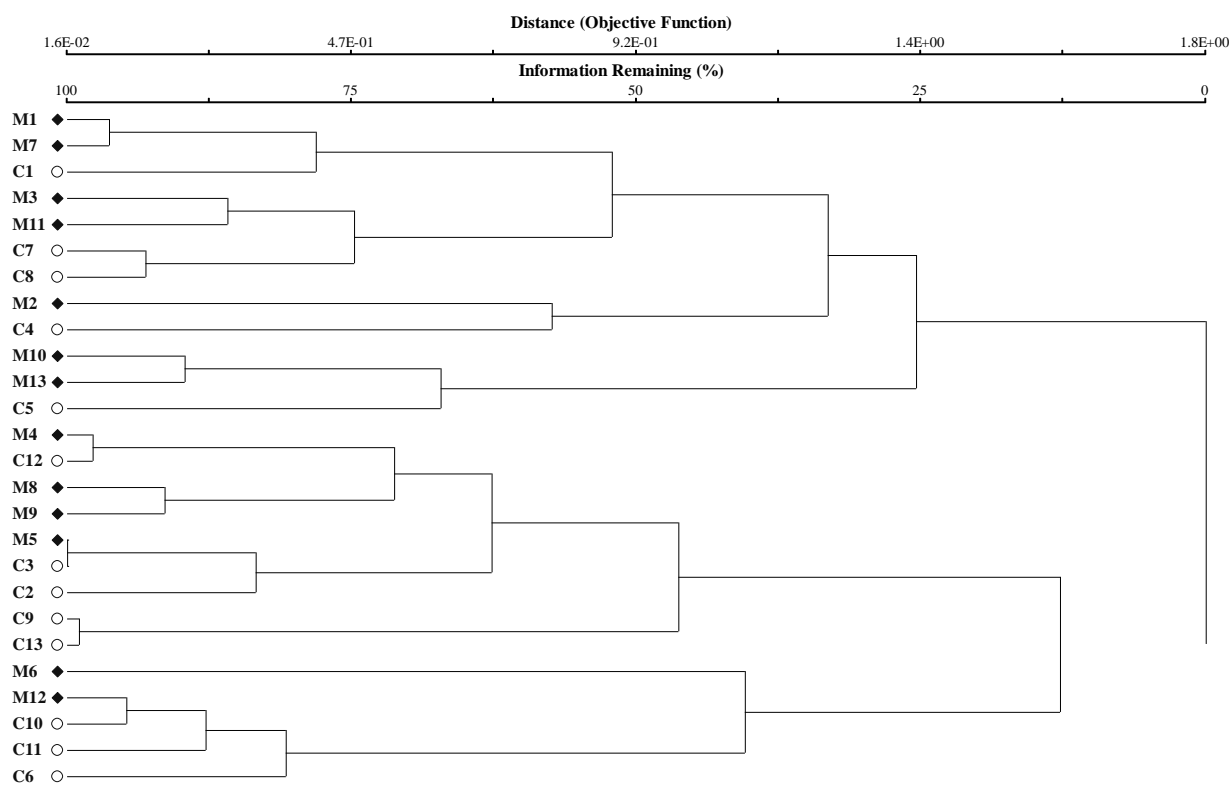 Distance (Objective Function)
1.6E-02 4.7E-01 9.2E-01 1.4E+00 1.8E+00
Information Remaining (%)
100 75 50 25 0
M1
M7
C1
M3
M11
C7
C8
M2
C4
M10
M13
C5
M4
C12
M8
M9
M5
C3
C2
C9
C13
M6
M12
C10
C11
C6